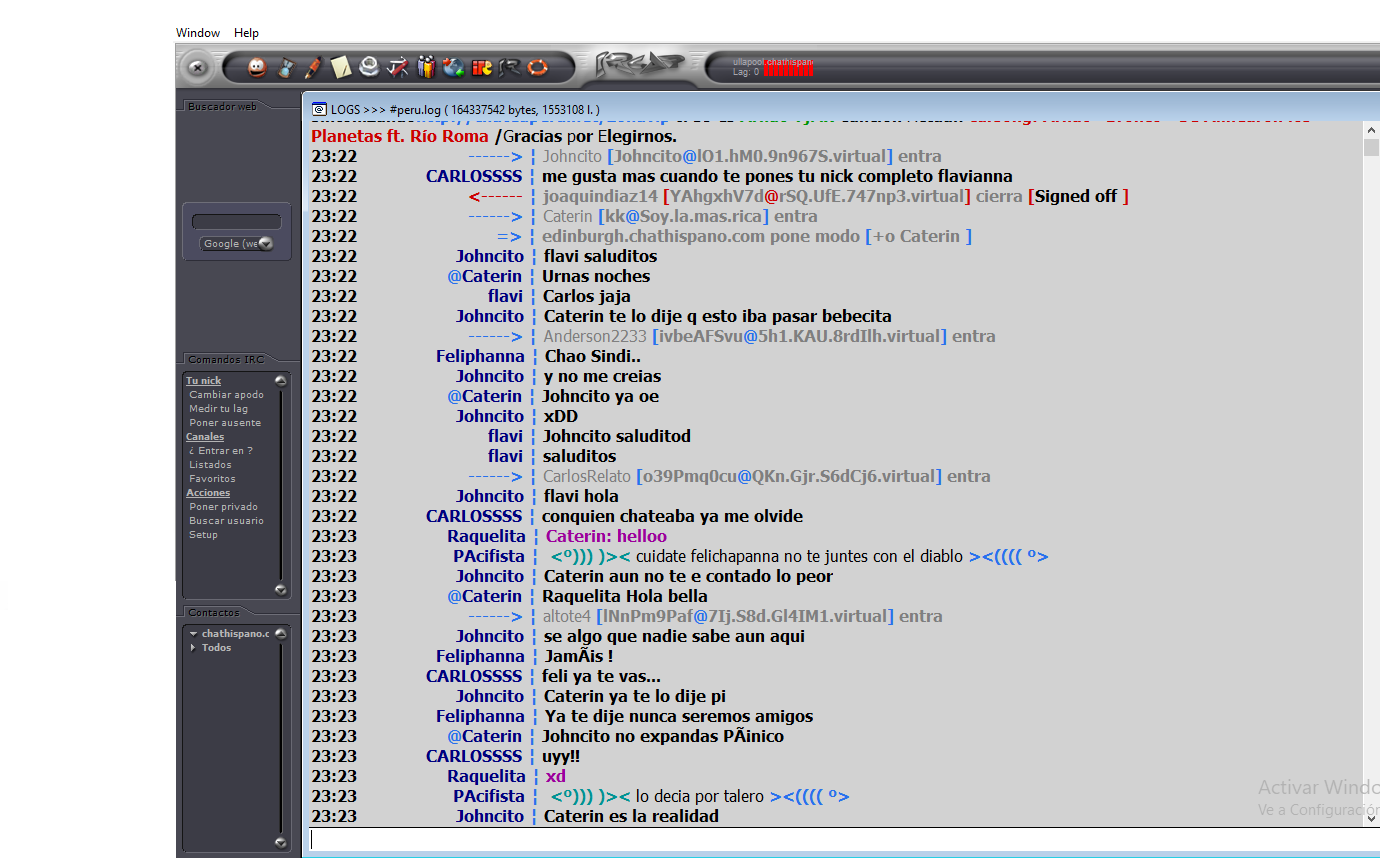 Window Help
ullapool.chathispano
Lag: 0
Buscador web
LOGS >>> #peru.log ( 164337542 bytes, 1553108 l. )
Planetas ft. Río Roma /Gracias por Elegirnos.
23:22 ------> ¦ Johncito [Johncito@lO1.hM0.9n967S.virtual] entra
23:22 CARLOSSSS ¦ me gusta mas cuando te pones tu nick completo flavianna
23:22 <------ ¦ joaquindiaz14 [YAhgxhV7d@rSQ.UfE.747np3.virtual] cierra [Signed off ]
23:22 ------> ¦ Caterin [kk@Soy.la.mas.rica] entra
23:22 => ¦ edinburgh.chathispano.com pone modo [+o Caterin ]
23:22 Johncito ¦ flavi saluditos
23:22 @Caterin ¦ Urnas noches
23:22 flavi ¦ Carlos jaja
23:22 Johncito ¦ Caterin te lo dije q esto iba pasar bebecita
23:22 ------> ¦ Anderson2233 [ivbeAFSvu@5h1.KAU.8rdIlh.virtual] entra
23:22 Feliphanna ¦ Chao Sindi..
23:22 Johncito ¦ y no me creias
23:22 @Caterin ¦ Johncito ya oe
23:22 Johncito ¦ xDD
23:22 flavi ¦ Johncito saluditod
23:22 flavi ¦ saluditos
23:22 ------> ¦ CarlosRelato [o39Pmq0cu@QKn.Gjr.S6dCj6.virtual] entra
23:22 Johncito ¦ flavi hola
23:22 CARLOSSSS ¦ conquien chateaba ya me olvide
23:23 Raquelita ¦ Caterin: helloo
23:23 PAcifista ¦ <º))) )>< cuidate felichapanna no te juntes con el diablo ><(((( º>
23:23 Johncito ¦ Caterin aun no te e contado lo peor
23:23 @Caterin ¦ Raquelita Hola bella
23:23 ------> ¦ altote4 [lNnPm9Paf@7Ij.S8d.Gl4IM1.virtual] entra
23:23 Johncito ¦ se algo que nadie sabe aun aqui
23:23 Feliphanna ¦ JamÃis !
23:23 CARLOSSSS ¦ feli ya te vas...
23:23 Johncito ¦ Caterin ya te lo dije pi
23:23 Feliphanna ¦ Ya te dije nunca seremos amigos
23:23 @Caterin ¦ Johncito no expandas PÃinico
23:23 CARLOSSSS ¦ uyy!!
23:23 Raquelita ¦ xd
23:23 PAcifista ¦ <º))) )>< lo decia por talero ><(((( º>
23:23 Johncito ¦ Caterin es la realidad
Google (we
Comandos IRC
Tu nick
Cambiar apodo
Medir tu lag
Poner ausente
Canales
¿ Entrar en ?
Listados
Favoritos
Acciones
Poner privado
Buscar usuario
Setup
Contactos
chathispano.c
Todos
Activar Windo
Ve a Configuración